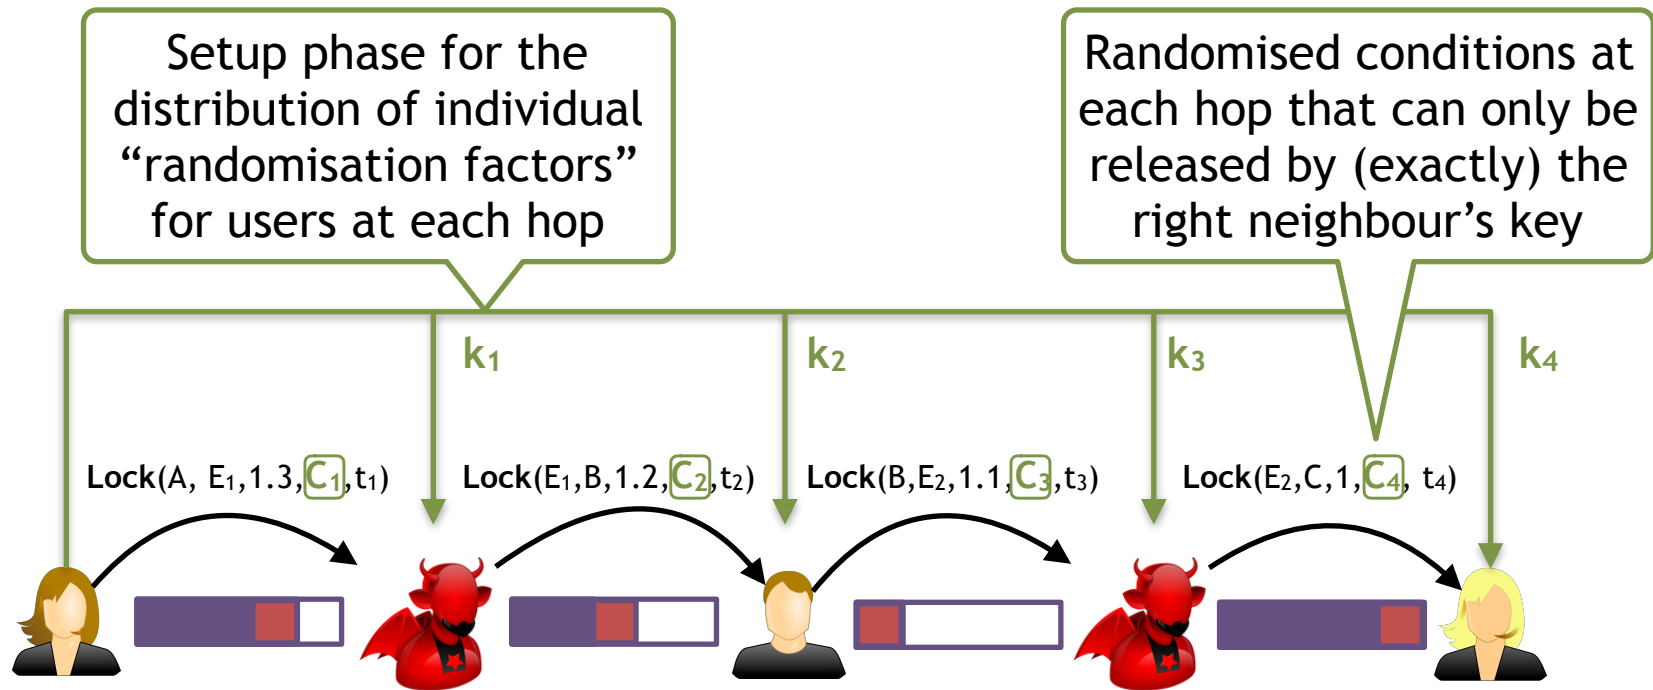 Setup phase for the
distribution of individual
“randomisation factors”
for users at each hop
Randomised conditions at
each hop that can only be
released by (exactly) the
right neighbour’s key
k₁
k₂
k₃
k₄
Lock(A, E₁,1.3,C₁,t₁)
Lock(E₁,B,1.2,C₂,t₂)
Lock(B,E₂,1.1,C₃,t₃)
Lock(E₂,C,1,C₄, t₄)